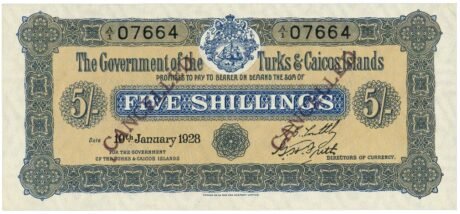 A/1 07664 A/1 07664
The Government of the Turks & Caicos Islands
PROMISES TO PAY TO BEARER ON DEMAND THE SUM OF
5/- FIVE SHILLINGS 5/-
CANCELLED CANCELLED
Date 10th January 1928
FOR THE GOVERNMENT
OF THE TURKS & CAICOS ISLANDS
DIRECTORS OF CURRENCY.